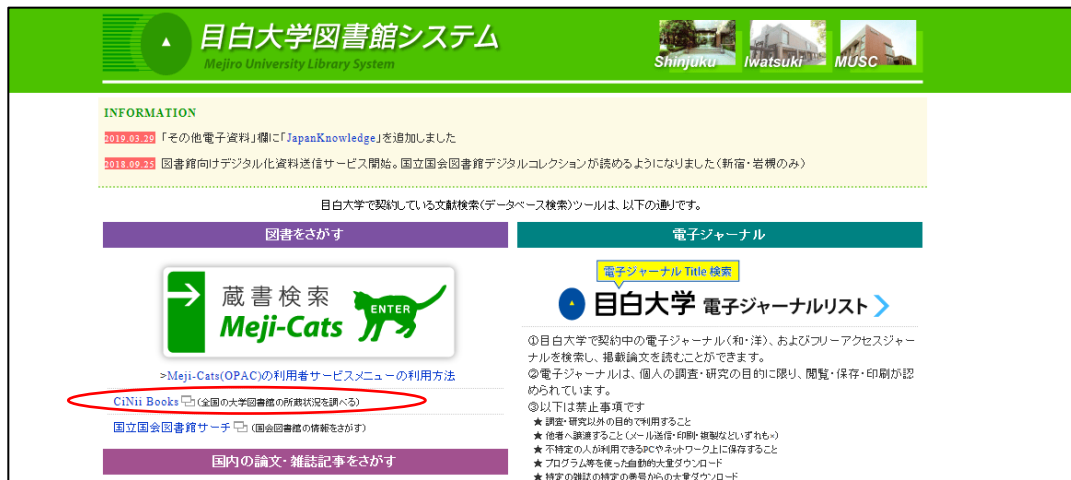 目白大学図書館システム
Mejiro University Library System
Shinjuku
Iwatsuki
MUSC
INFORMATION
2019.03.29 「その他電子資料」欄に「JapanKnowledge」を追加しました
2018.09.25 図書館向けデジタル化資料送信サービス開始。国立国会図書館デジタルコレクションが読めるようになりました(新宿・岩槻のみ)
目白大学で契約している文献検索(データベース検索)ツールは、以下の通りです。
図書をさがす
蔵書検索
Meji-Cats
ENTER
>Meji-Cats(OPAC)の利用者サービスメニューの利用方法
CiNii Books (全国の大学図書館の所蔵状況を調べる)
国立国会図書館サーチ (国会図書館の情報をさがす)
国内の論文・雑誌記事をさがす
電子ジャーナル
電子ジャーナル Title 検索
目白大学 電子ジャーナルリスト
①目白大学で契約中の電子ジャーナル(和・洋)、およびフリーアクセスジャー
ナルを検索し、掲載論文を読むことができます。
②電子ジャーナルは、個人の調査・研究の目的に限り、閲覧・保存・印刷が認
められています。
③以下は禁止事項です
★ 調査・研究以外の目的で利用すること
★ 他者へ譲渡すること(メール送信・印刷・複製などいずれも×)
★ 不特定の人が利用できるPCやネットワーク上に保存すること
★ プログラム等を使った自動的大量ダウンロード
★ 特定の雑誌の特定の巻号からの大量ダウンロード